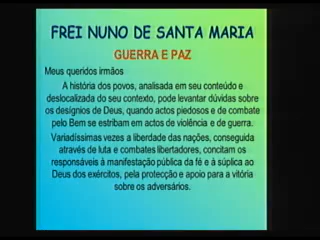 FREI NUNO DE SANTA MARIA
GUERRA E PAZ
Meus queridos irmãos
A história dos povos, analisada em seu conteúdo e
deslocalizada do seu contexto, pode levantar dúvidas sobre
os desígnios de Deus, quando actos piedosos e de combate
pelo Bem se estribam em actos de violência e de guerra.
Variadíssimas vezes a liberdade das nações, conseguida
através de luta e combates libertadores, concitam os
responsáveis à manifestação pública da fé e á súplica ao
Deus dos exércitos, pela protecção e apoio para a vitória
sobre os adversários.